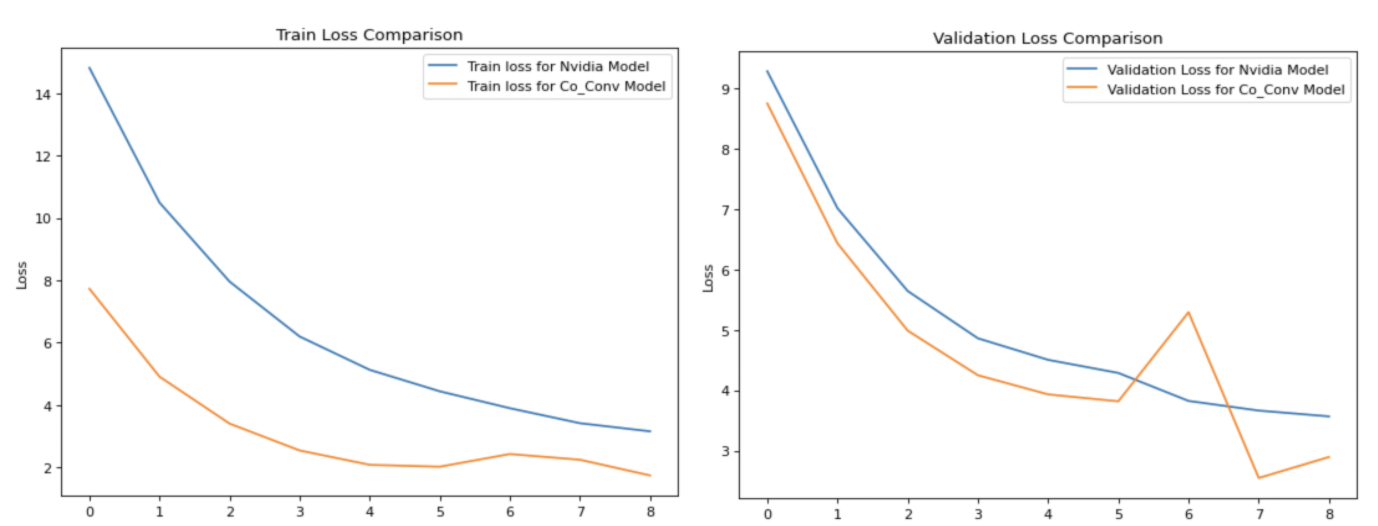 Train Loss Comparison
Train loss for Nvidia Model
Train loss for Co_Conv Model
Loss
14
12
10
8
6
4
2
0 1 2 3 4 5 6 7 8
Validation Loss Comparison
Validation Loss for Nvidia Model
Validation Loss for Co_Conv Model
Loss
9
8
7
6
5
4
3
0 1 2 3 4 5 6 7 8